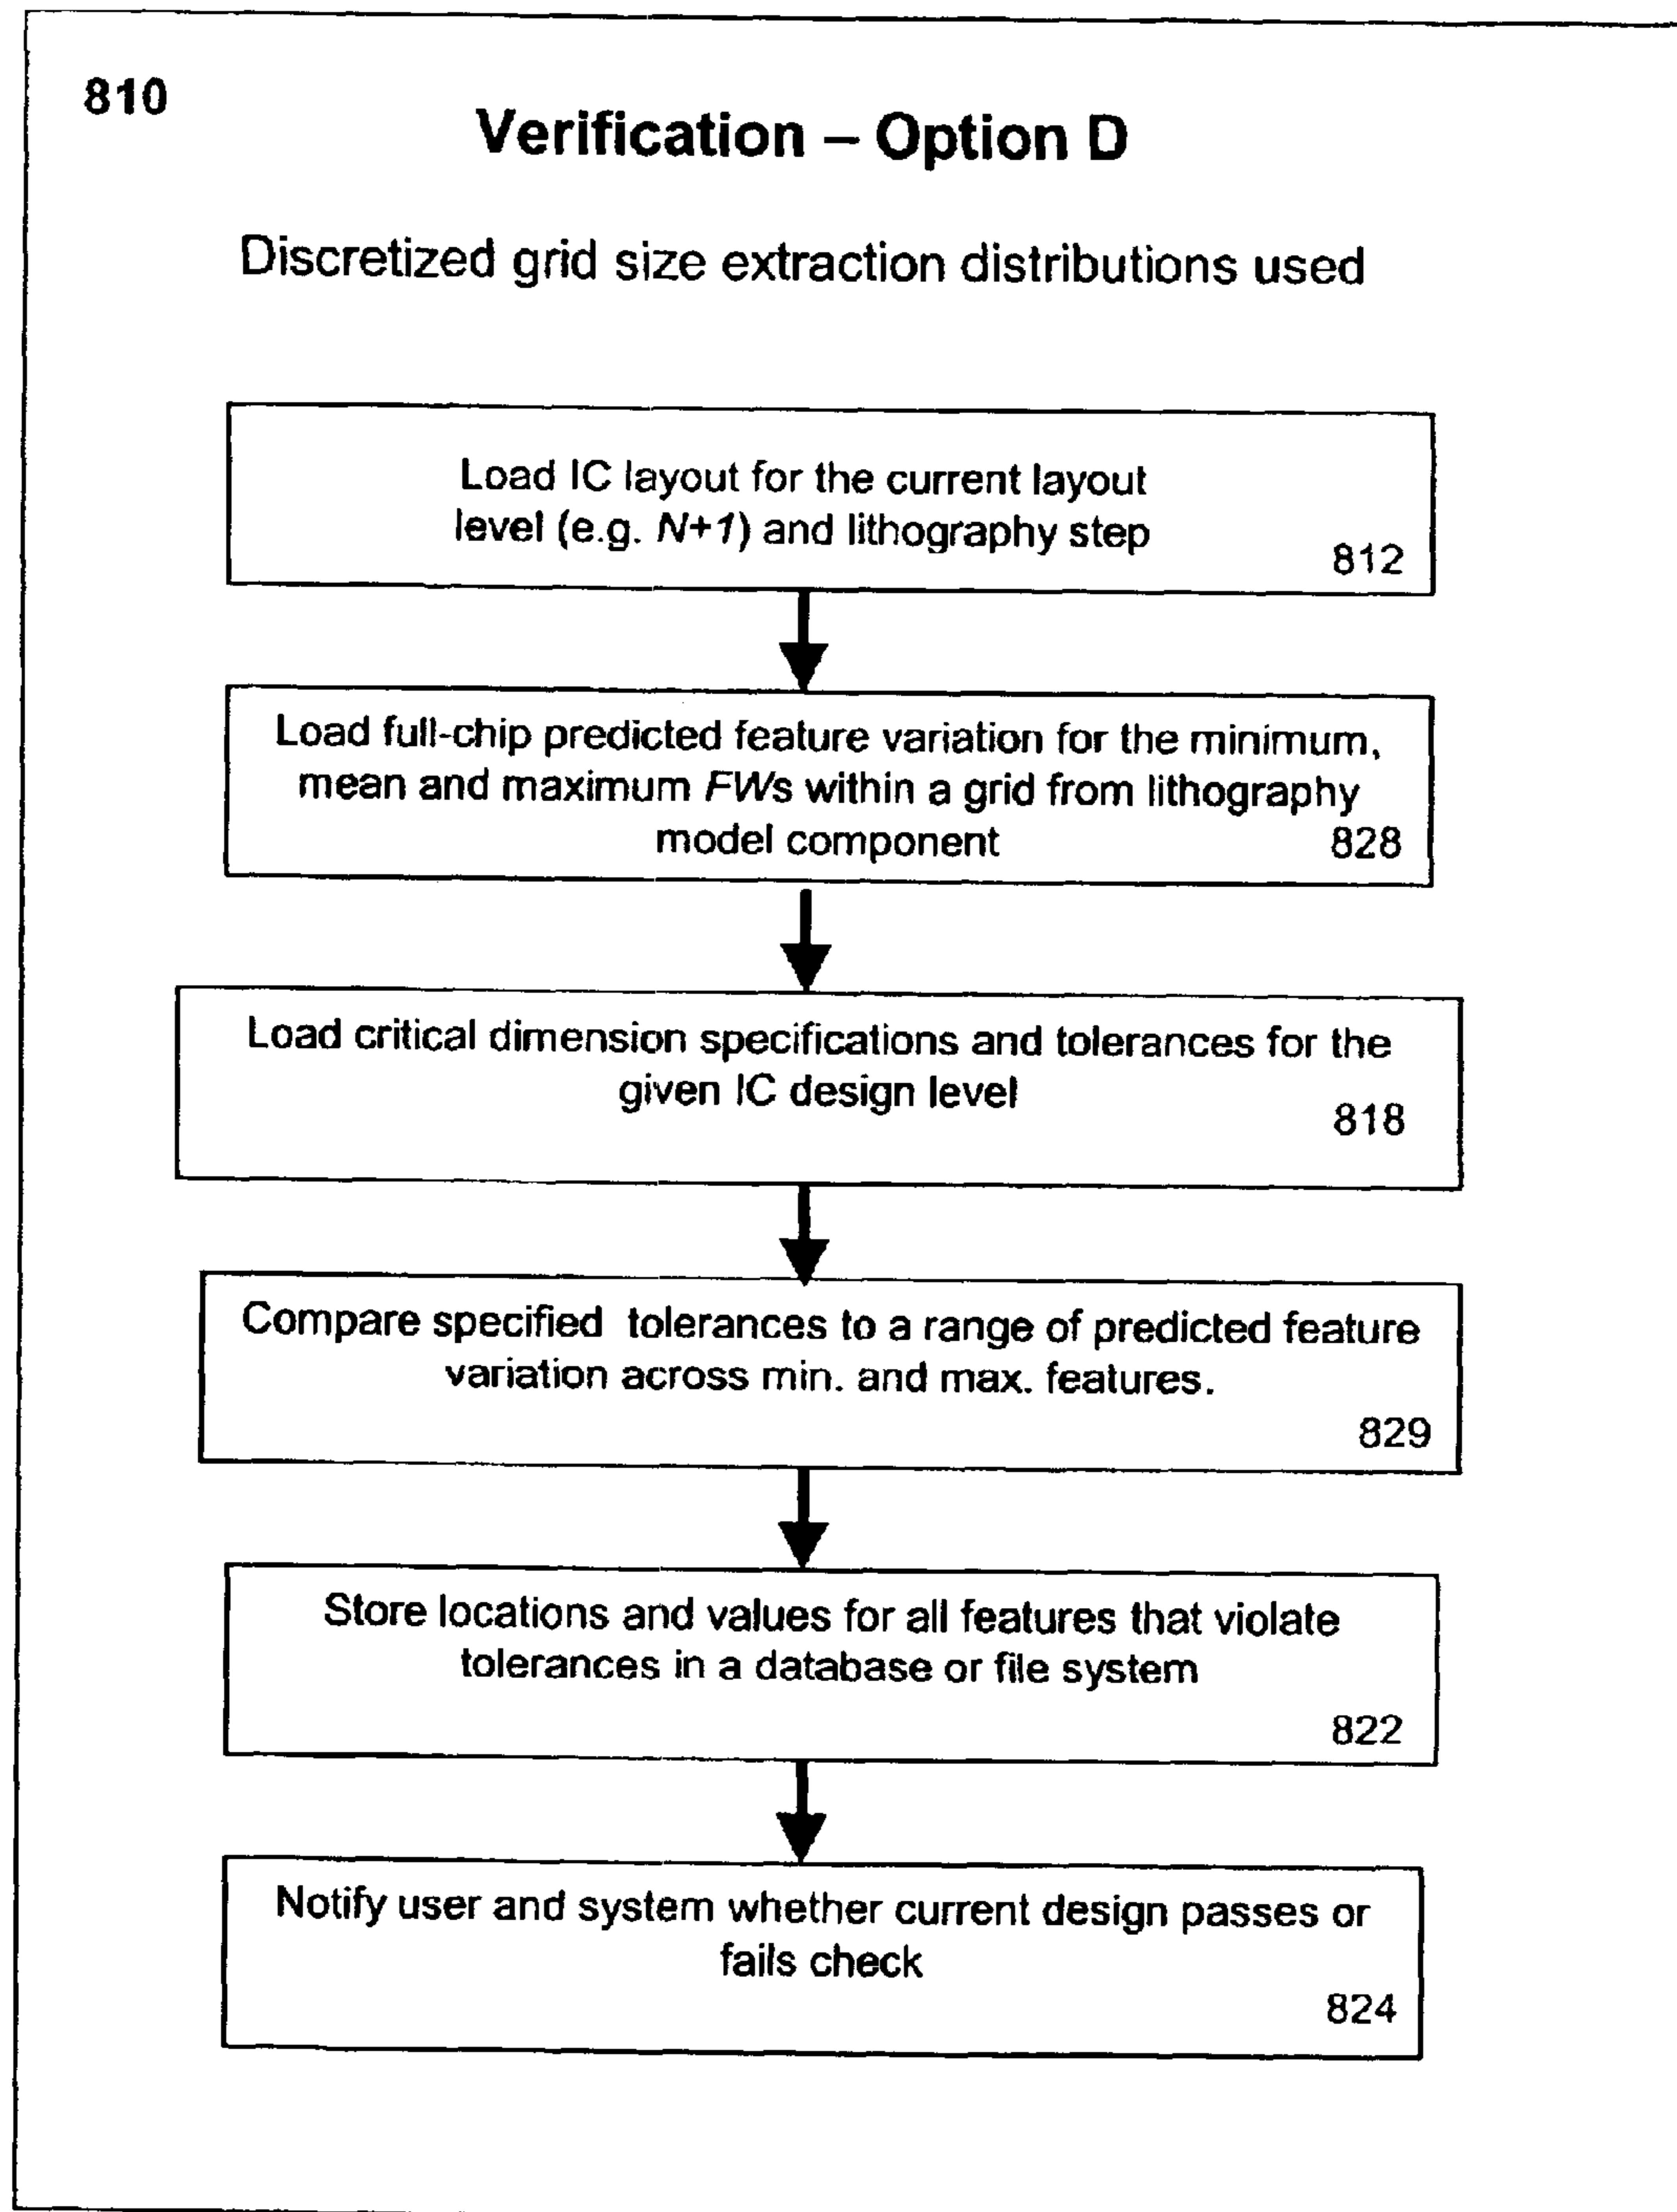 810
Verification – Option D
Discretized grid size extraction distributions used
Load IC layout for the current layout
level (e.g. N+1) and lithography step
812
Load full-chip predicted feature variation for the minimum,
mean and maximum FWs within a grid from lithography
model component
828
Load critical dimension specifications and tolerances for the
given IC design level
818
Compare specified tolerances to a range of predicted feature
variation across min. and max. features.
829
Store locations and values for all features that violate
tolerances in a database or file system
822
Notify user and system whether current design passes or
fails check
824